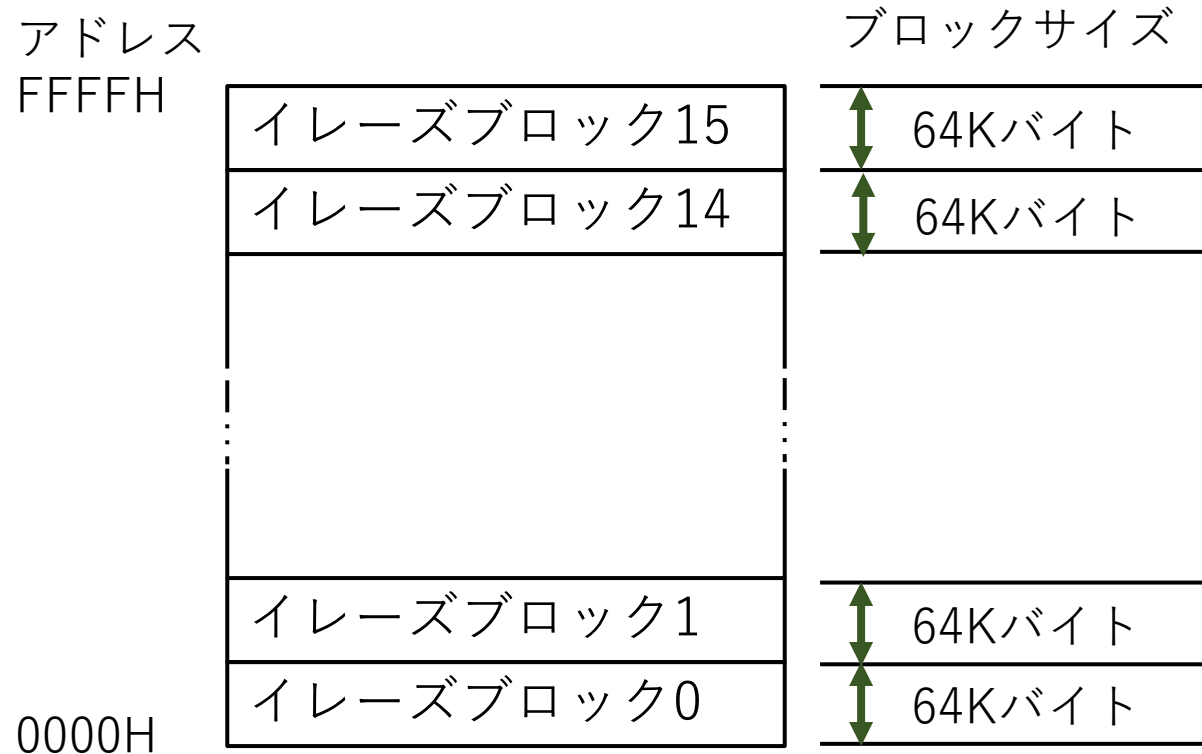 アドレス
FFFFH
ブロックサイズ
イレーズブロック15
64Kバイト
イレーズブロック14
64Kバイト
イレーズブロック1
64Kバイト
イレーズブロック0
64Kバイト
0000H